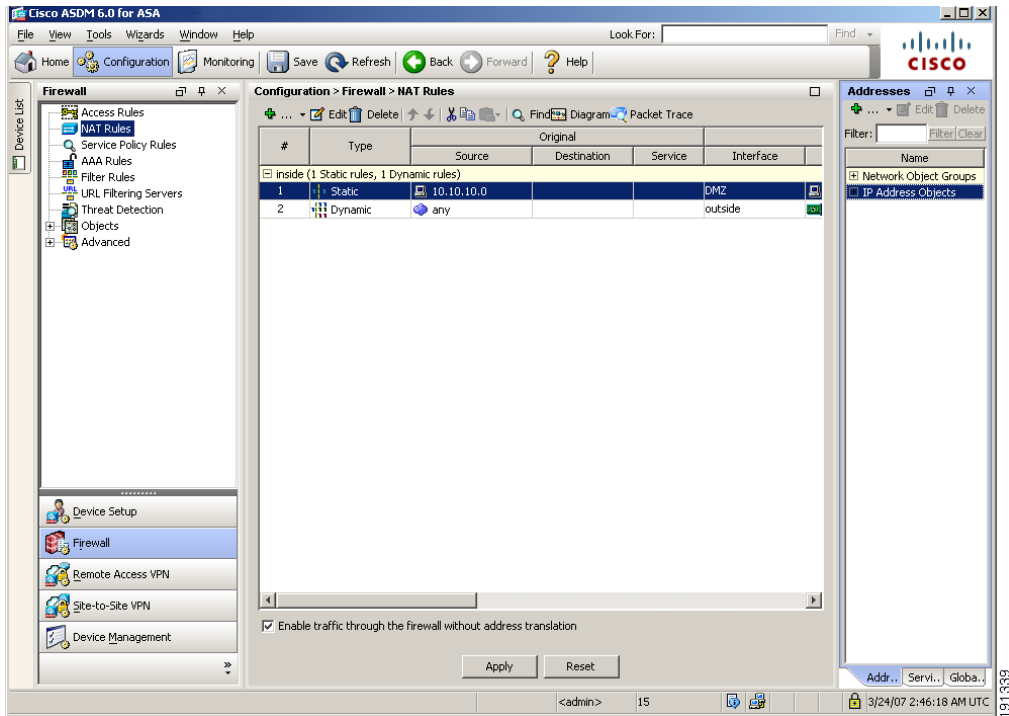 Cisco ASDM 6.0 for ASA
File View Tools Wizards Window Help Look For: Find
Home Configuration Monitoring Save Refresh Back Forward Help
CISCO
Device List
Firewall
Access Rules
NAT Rules
Service Policy Rules
AAA Rules
Filter Rules
URL URL Filtering Servers
Threat Detection
Objects
Advanced
Device Setup
Firewall
Remote Access VPN
Site-to-Site VPN
Device Management
»
Configuration > Firewall > NAT Rules
... Edit Delete Find Diagram Packet Trace
# Type Original
Source Destination Service Interface
inside (1 Static rules, 1 Dynamic rules)
1 Static 10.10.10.0 DMZ
2 Dynamic any outside
Enable traffic through the firewall without address translation
Apply Reset
Addresses
... Edit Delete
Filter: Filter Clear
Name
Network Object Groups
IP Address Objects
Addr.. Servi.. Globa..
<admin> 15 3/24/07 2:46:18 AM UTC
191339